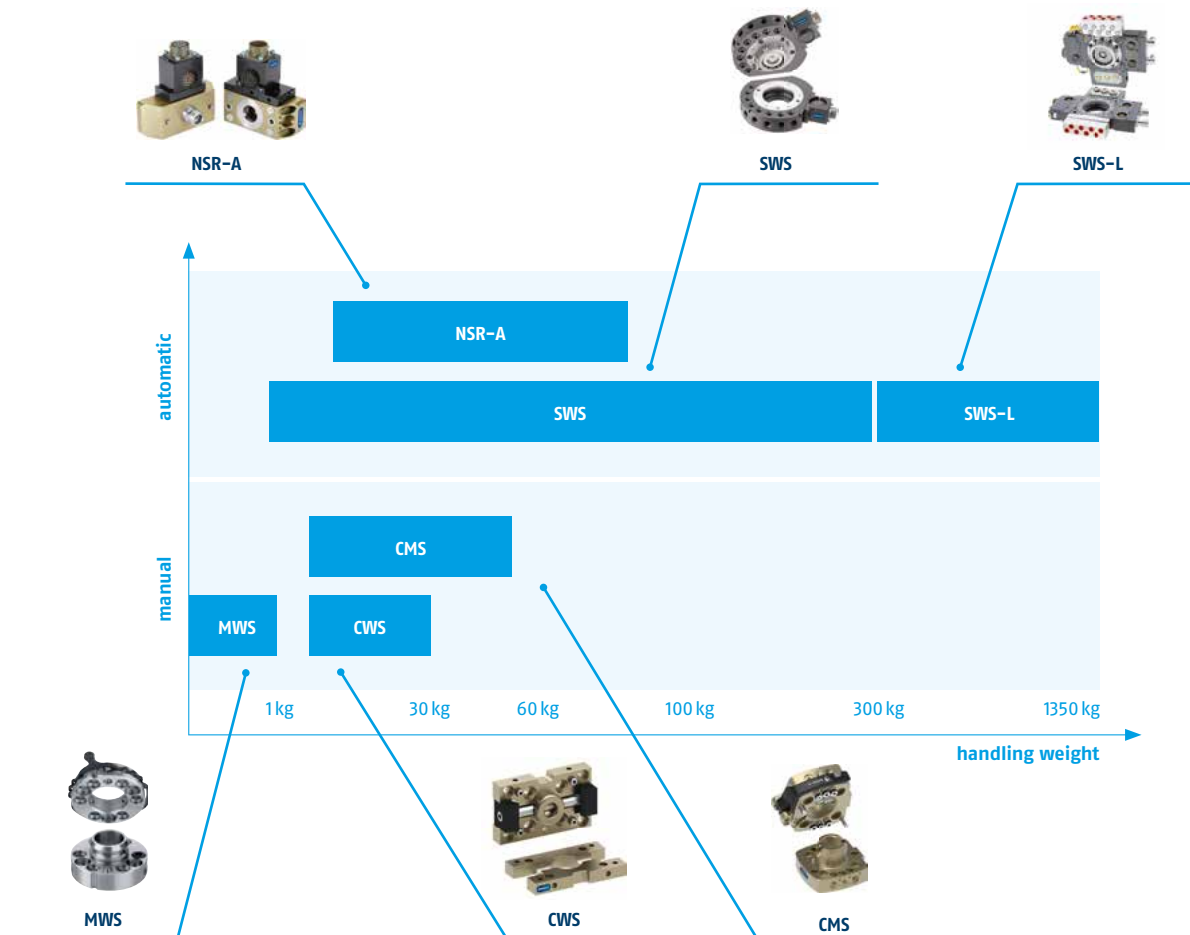 NSR–A
SWS
SWS–L
automatic
NSR–A
SWS
SWS–L
manual
CMS
MWS
CWS
1 kg
30 kg
60 kg
100 kg
300 kg
1350 kg
handling weight
MWS
CWS
CMS